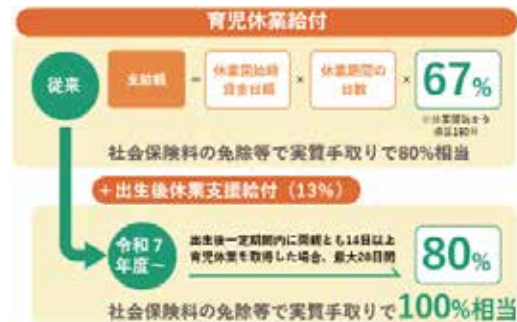 育児休業給付
従来
支給額 = 休業開始時賃金日額 × 休業期間の日数 × 67%
※休業開始から
通算180日
社会保険料の免除等で実質手取りで80%相当
+出生後休業支援給付(13%)
令和7年度～
出生後一定期間内に両親とも14日以上
育児休業を取得した場合、最大28日間
80%
社会保険料の免除等で実質手取りで100%相当